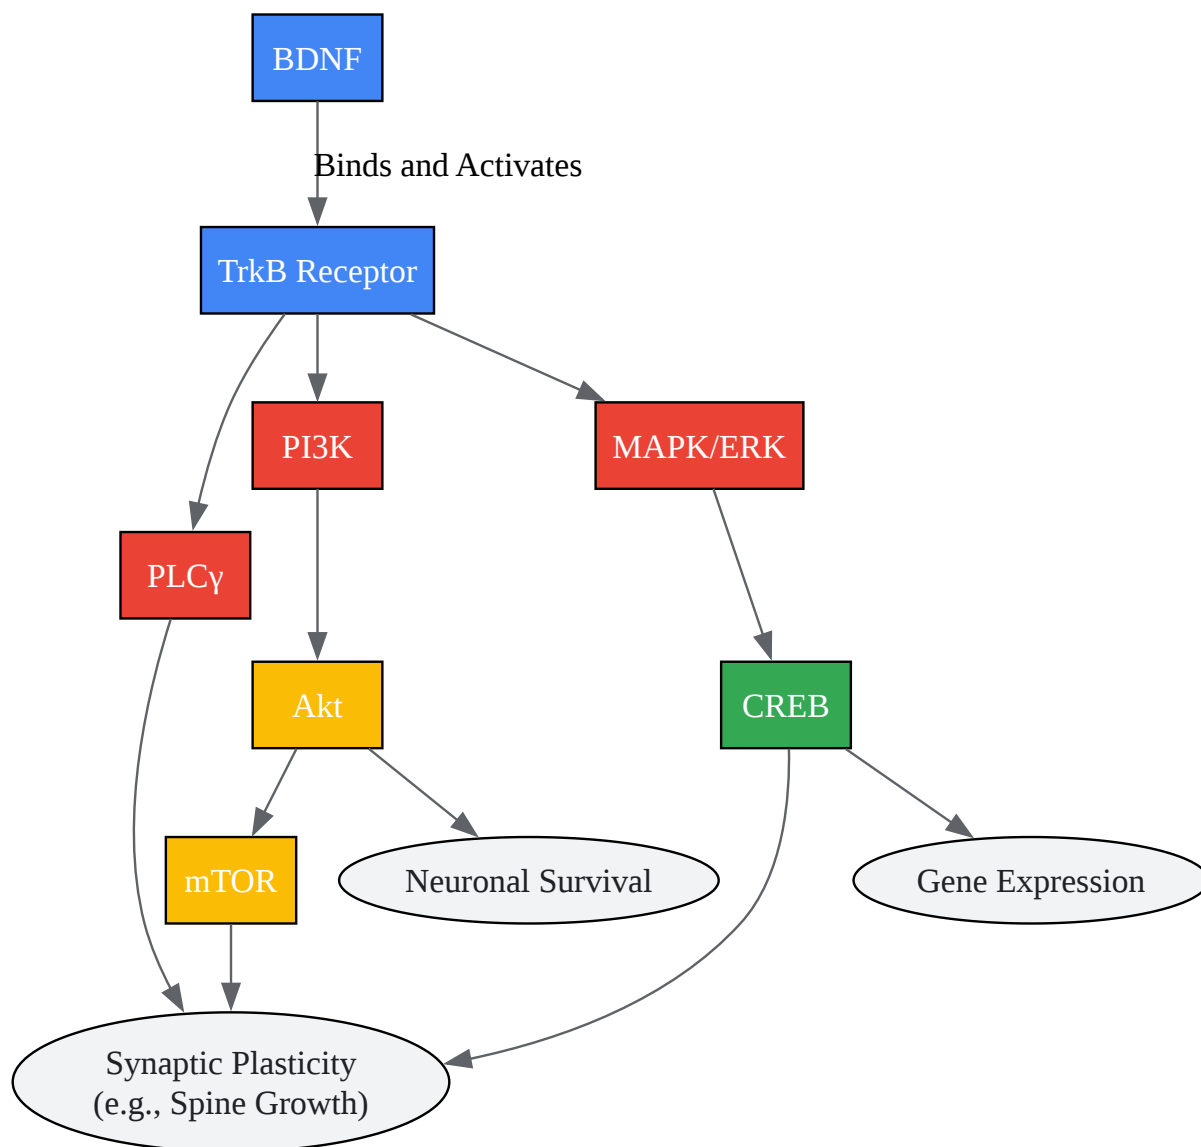 BDNF
Binds and Activates
TrkB Receptor
PI3K
MAPK/ERK
PLCγ
Akt
CREB
mTOR
Neuronal Survival
Gene Expression
Synaptic Plasticity
(e.g., Spine Growth)